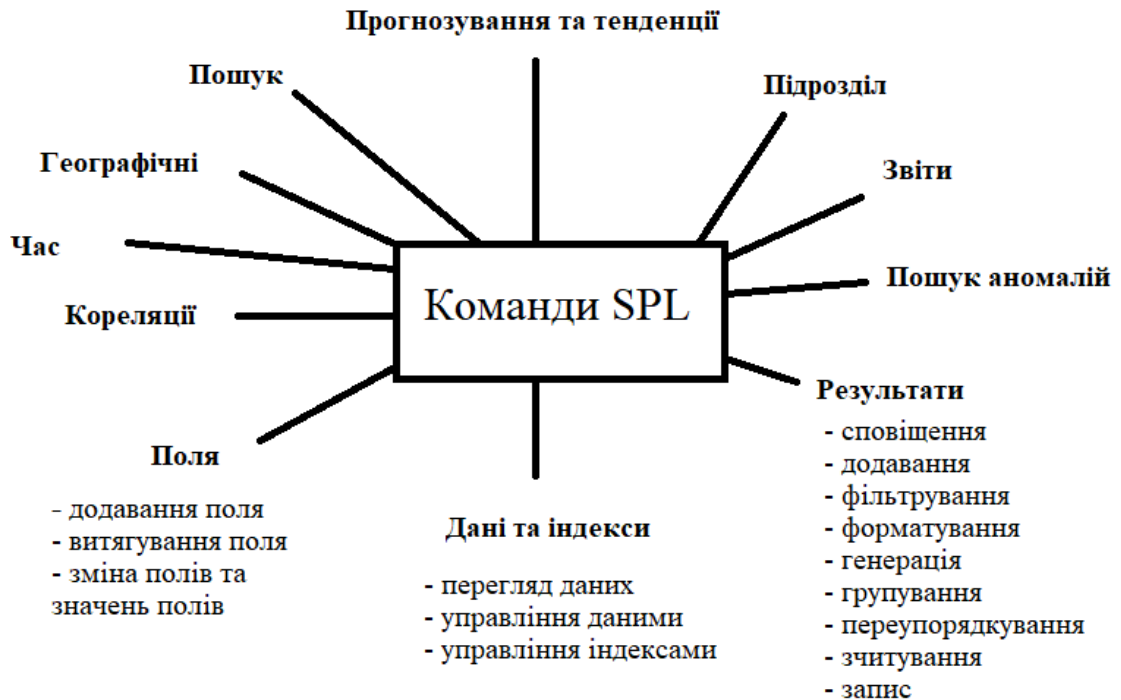 Прогнозування та тенденції
Пошук
Підрозділ
Географічні
Звіти
Час
Пошук аномалій
Кореляції
Команди SPL
Результати
- сповіщення
- додавання
- фільтрування
- форматування
- генерація
- групування
- переупорядкування
- зчитування
- запис
Поля
- додавання поля
- витягування поля
- зміна полів та
значень полів
Дані та індекси
- перегляд даних
- управління даними
- управління індексами